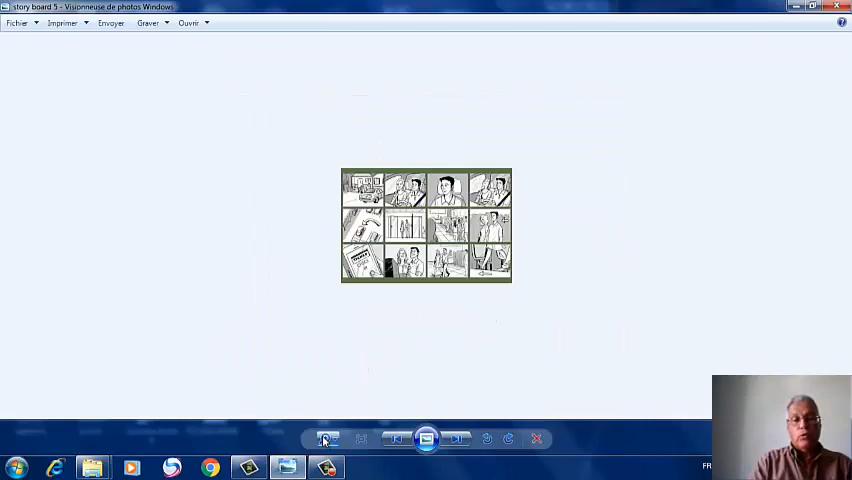 story board 5 - Visionneuse de photos Windows
Fichier Imprimer Envoyer Graver Ouvrir
FR